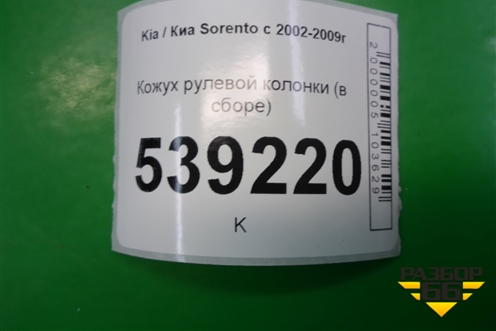 Kia / Киа Sorento с 2002-2009г
Кожух рулевой колонки (в
сборе)
539220
К
2000005103629
РАЗБОР
66